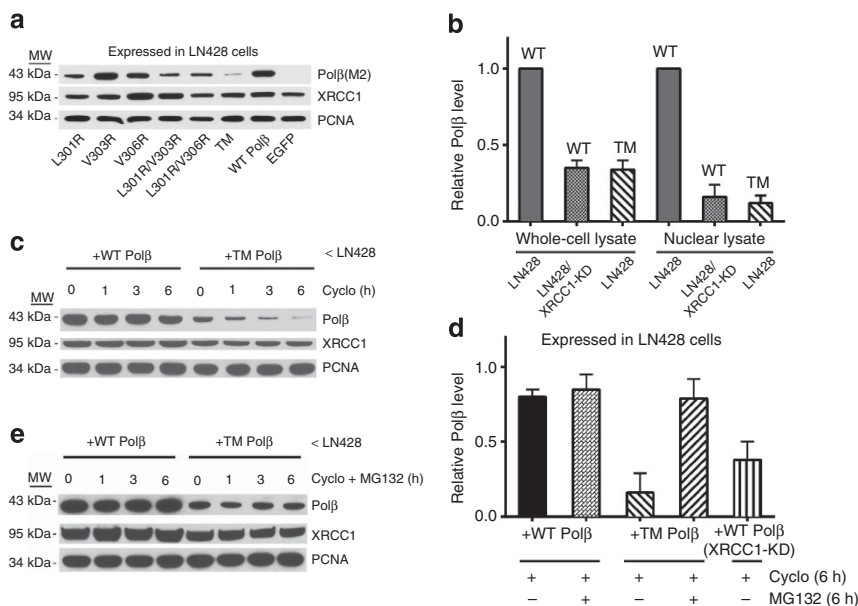 a
Expressed in LN428 cells
MW
43 kDa - Polβ(M2)
95 kDa - XRCC1
34 kDa - PCNA
L301R V303R V306R L301R/V303R L301R/V306R TM WT Polβ EGFP
b
Relative Polβ level
1.0
0.5
0.0
WT WT TM WT WT TM
Whole-cell lysate Nuclear lysate
LN428 LN428/XRCC1-KD LN428 LN428 LN428/XRCC1-KD LN428
c
+WT Polβ +TM Polβ < LN428
0 1 3 6 0 1 3 6 Cyclo (h)
MW
43 kDa - Polβ
95 kDa - XRCC1
34 kDa - PCNA
d
Expressed in LN428 cells
Relative Polβ level
1.0
0.5
0.0
+WT Polβ +TM Polβ +WT Polβ
(XRCC1-KD)
+ + + + + Cyclo (6 h)
– + – + – MG132 (6 h)
e
+WT Polβ +TM Polβ < LN428
0 1 3 6 0 1 3 6 Cyclo + MG132 (h)
MW
43 kDa - Polβ
95 kDa - XRCC1
34 kDa - PCNA